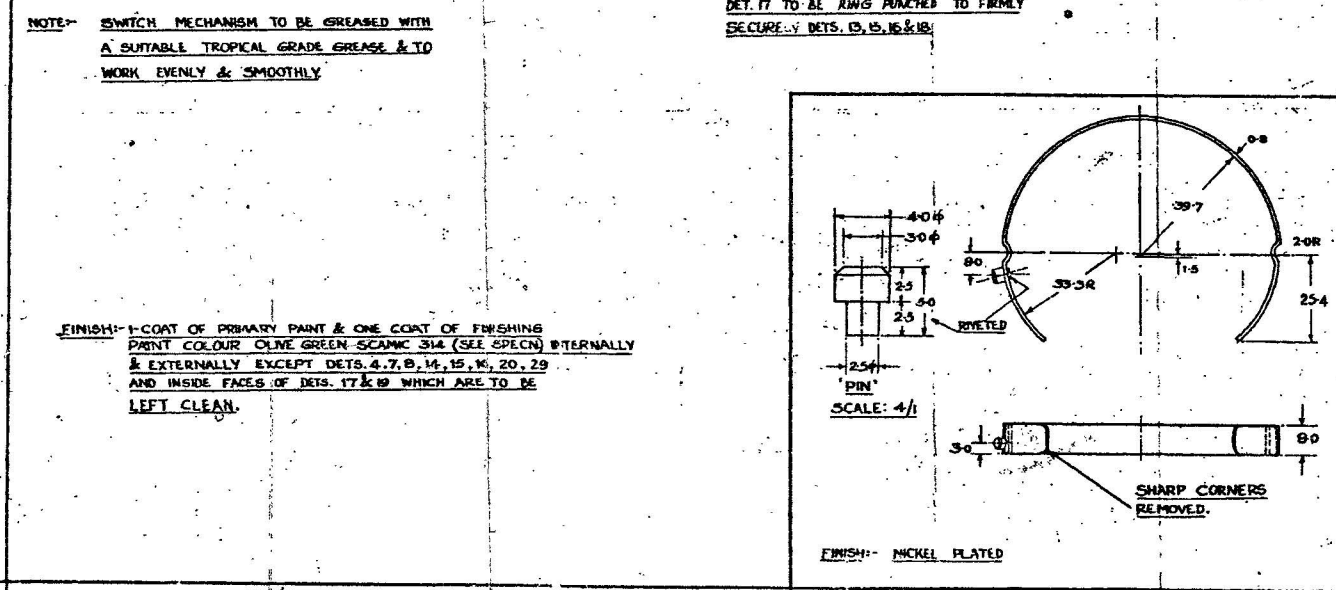 NOTE:- SWITCH MECHANISM TO BE GREASED WITH
A SUITABLE TROPICAL GRADE GREASE & TO
WORK EVENLY & SMOOTHLY
DET. 17 TO BE RING PUNCHED TO FIRMLY
SECURELY DETS. 13, 15, 16 & 18
FINISH:- 1-COAT OF PRIMARY PAINT & ONE COAT OF FINISHING
PAINT COLOUR OLIVE GREEN SCAMIC 314 (SEE SPECN) INTERNALLY
& EXTERNALLY EXCEPT DETS. 4, 7, 8, 14, 15, 16, 20, 29
AND INSIDE FACES OF DETS. 17 & 19 WHICH ARE TO BE
LEFT CLEAN.
4.0 ϕ
3.0 ϕ
2.5
5.0
2.5
2.5 ϕ
'PIN'
SCALE: 4/1
0.8
39.7
2.0R
8.0
1.5
33.3R
25.4
RIVETED
3.0
9.0
SHARP CORNERS
REMOVED.
FINISH:- NICKEL PLATED